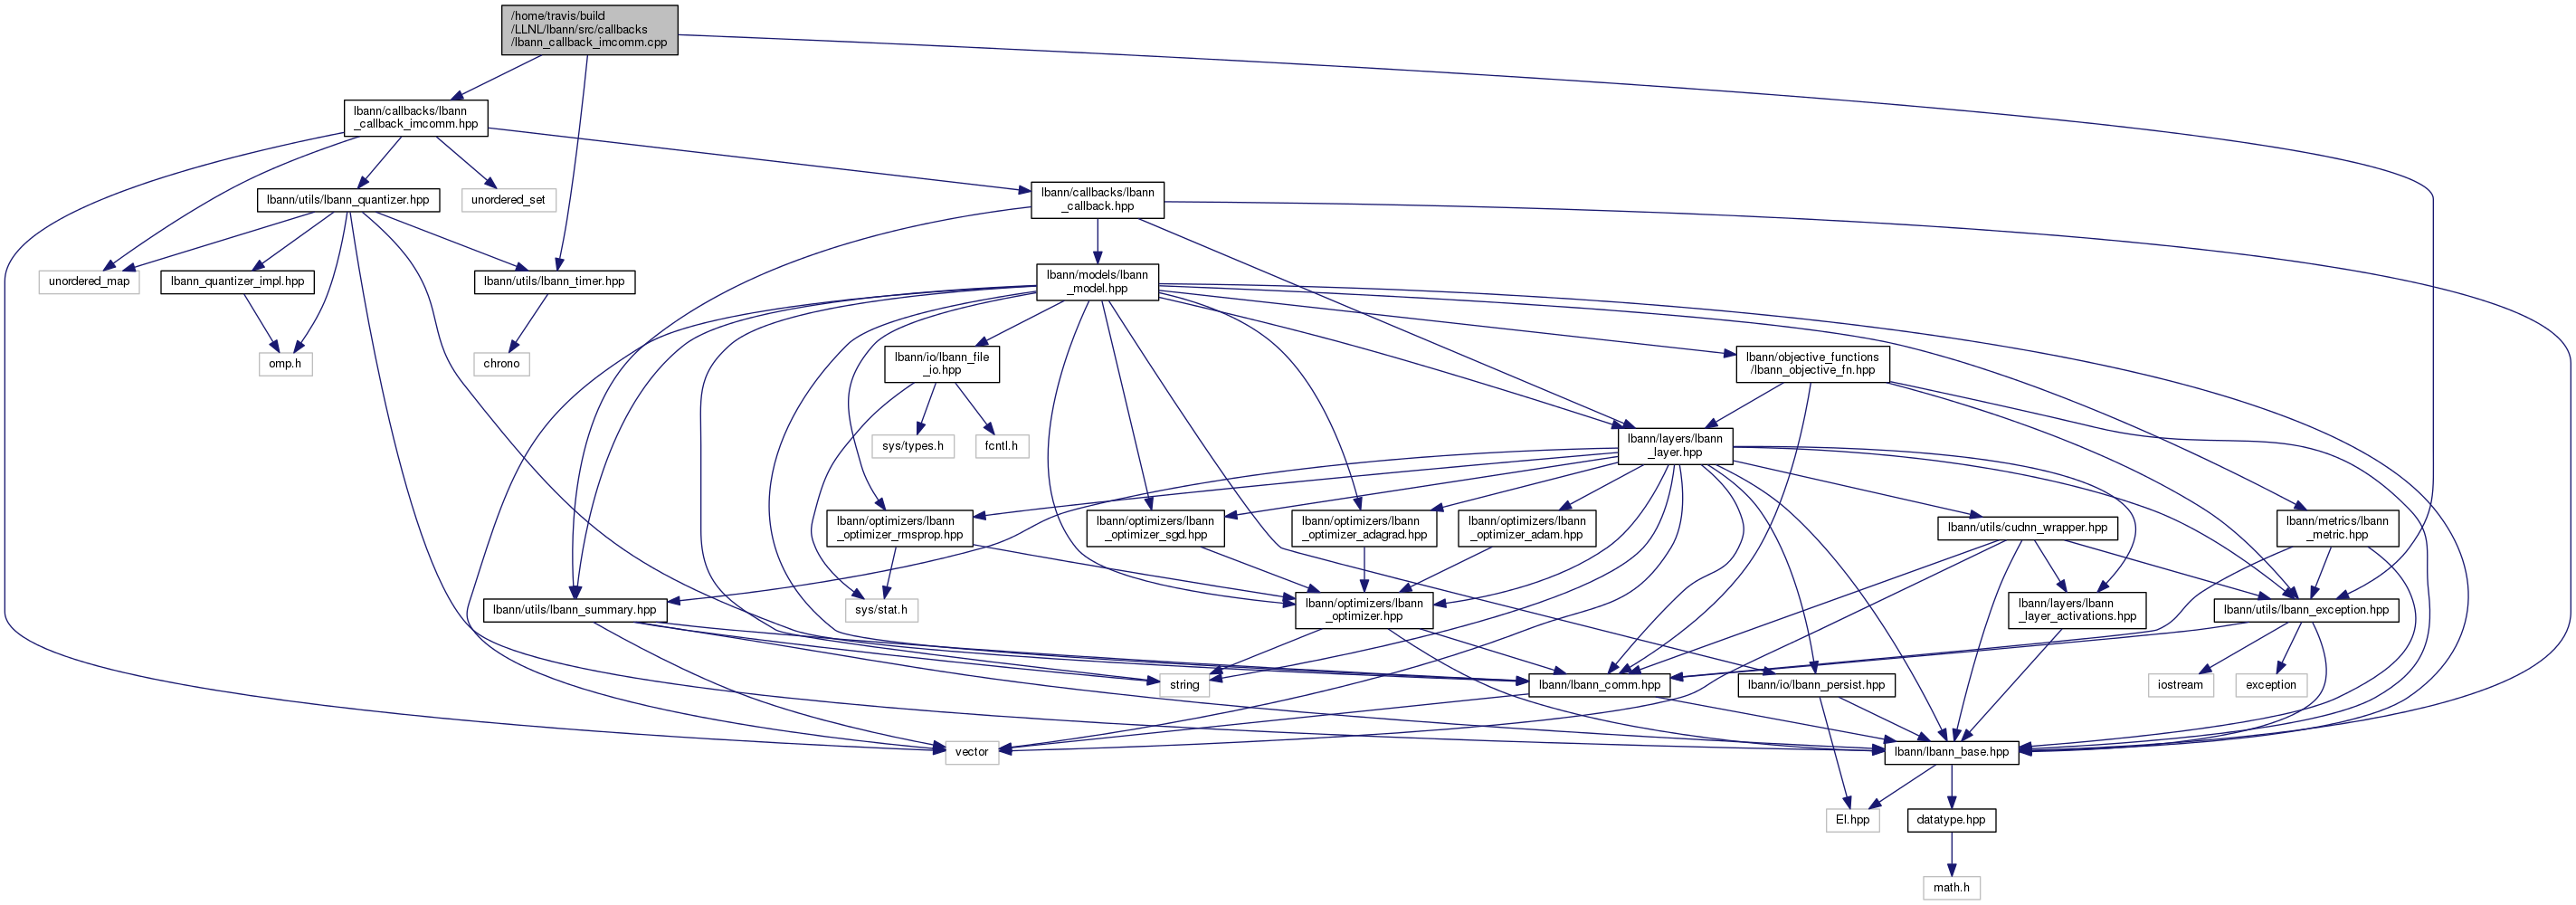 /home/travis/build
/LLNL/lbann/src/callbacks
/lbann_callback_imcomm.cpp
lbann/callbacks/lbann
_callback_imcomm.hpp
lbann/utils/lbann_quantizer.hpp
unordered_set
lbann/callbacks/lbann
_callback.hpp
unordered_map
lbann_quantizer_impl.hpp
lbann/utils/lbann_timer.hpp
lbann/models/lbann
_model.hpp
omp.h
chrono
lbann/io/lbann_file
_io.hpp
lbann/objective_functions
/lbann_objective_fn.hpp
sys/types.h
fcntl.h
lbann/layers/lbann
_layer.hpp
lbann/optimizers/lbann
_optimizer_rmsprop.hpp
lbann/optimizers/lbann
_optimizer_sgd.hpp
lbann/optimizers/lbann
_optimizer_adagrad.hpp
lbann/optimizers/lbann
_optimizer_adam.hpp
lbann/utils/cudnn_wrapper.hpp
lbann/metrics/lbann
_metric.hpp
lbann/utils/lbann_summary.hpp
sys/stat.h
lbann/optimizers/lbann
_optimizer.hpp
lbann/layers/lbann
_layer_activations.hpp
lbann/utils/lbann_exception.hpp
string
lbann/lbann_comm.hpp
lbann/io/lbann_persist.hpp
iostream
exception
vector
lbann/lbann_base.hpp
El.hpp
datatype.hpp
math.h